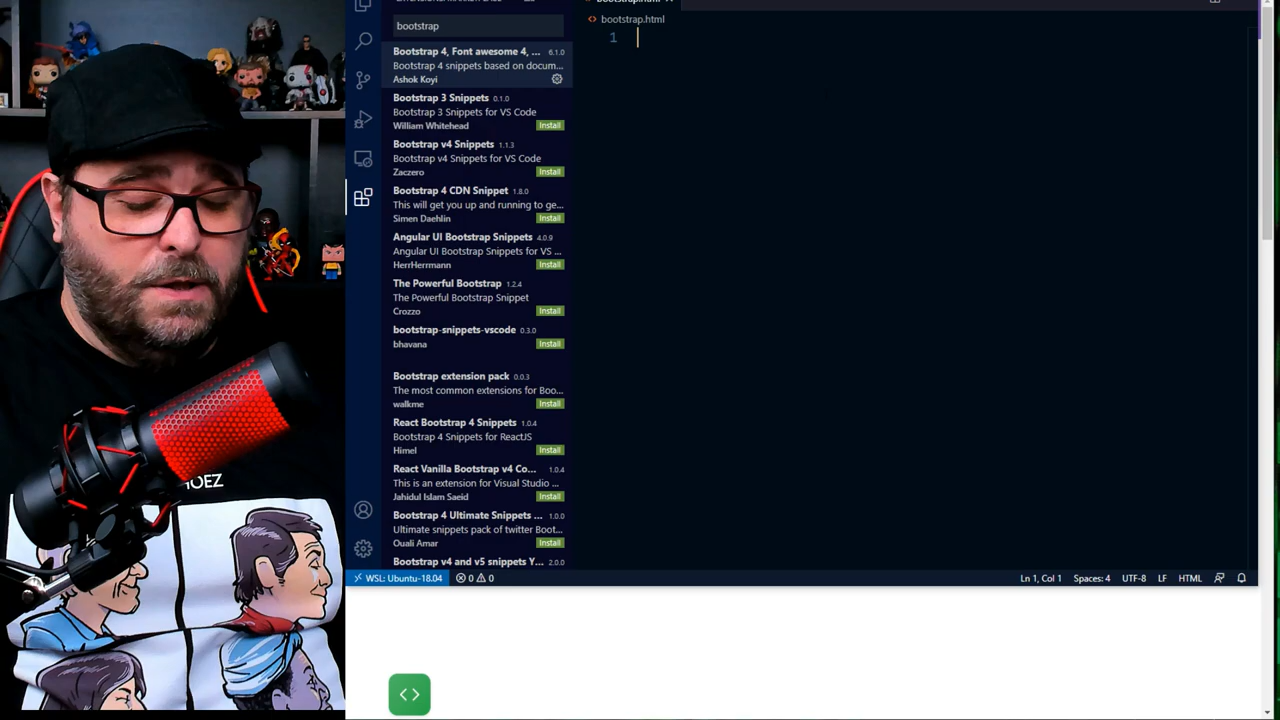 bootstrap
bootstrap.html
1
Bootstrap 4, Font awesome 4, ... 6.1.0
Bootstrap 4 snippets based on docum...
Ashok Koyi
Bootstrap 3 Snippets 0.1.0
Bootstrap 3 Snippets for VS Code
William Whitehead Install
Bootstrap v4 Snippets 1.1.3
Bootstrap v4 Snippets for VS Code
Zaczero Install
Bootstrap 4 CDN Snippet 1.8.0
This will get you up and running to ge...
Simen Daehlin Install
Angular UI Bootstrap Snippets 4.0.9
Angular UI Bootstrap Snippets for VS ...
HerrHerrmann Install
The Powerful Bootstrap 1.2.4
The Powerful Bootstrap Snippet
Crozzo Install
bootstrap-snippets-vscode 0.3.0
bhavana Install
Bootstrap extension pack 0.0.3
The most common extensions for Boo...
walkme Install
React Bootstrap 4 Snippets 1.0.4
Bootstrap 4 Snippets for ReactJS
Himel Install
React Vanilla Bootstrap v4 Co... 1.0.4
This is an extension for Visual Studio ...
Jahidul Islam Saeid Install
Bootstrap 4 Ultimate Snippets ... 1.0.0
Ultimate snippets pack of twitter Boot...
Ouali Amar Install
Bootstrap v4 and v5 snippets Y... 2.0.0
WSL: Ubuntu-18.04 0 0
Ln 1, Col 1 Spaces: 4 UTF-8 LF HTML